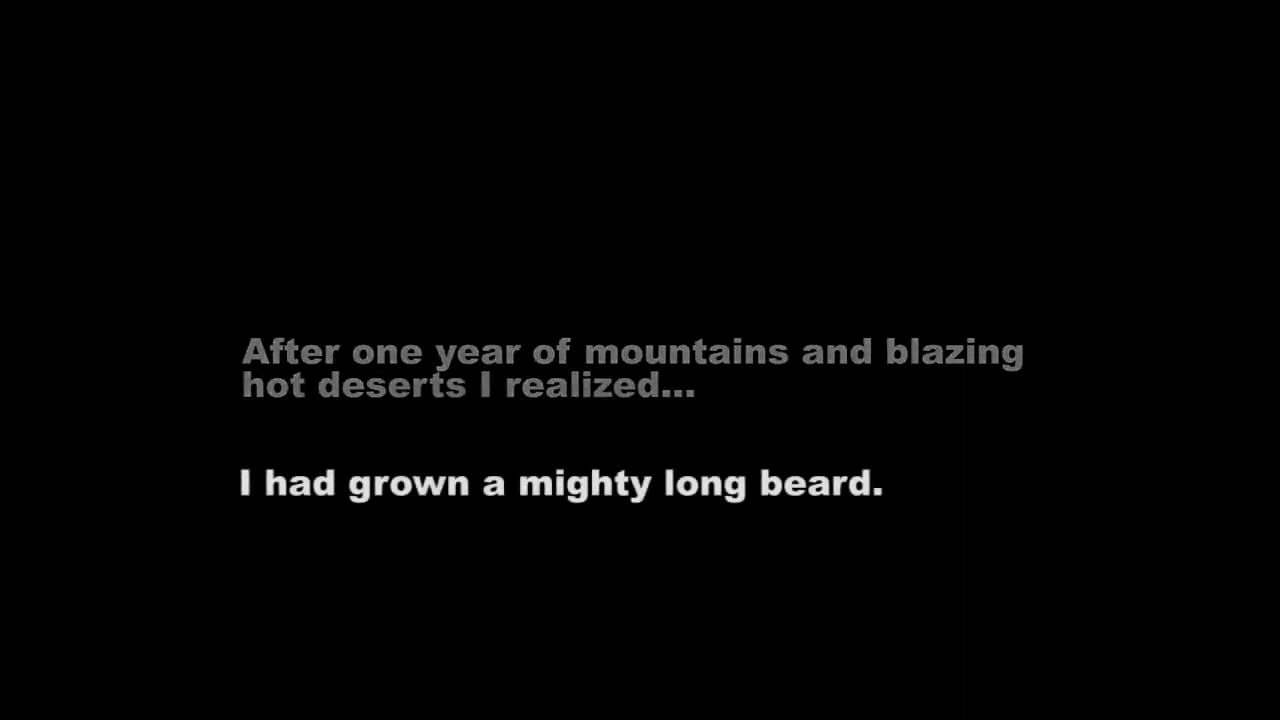 After one year of mountains and blazing
hot deserts I realized...
I had grown a mighty long beard.